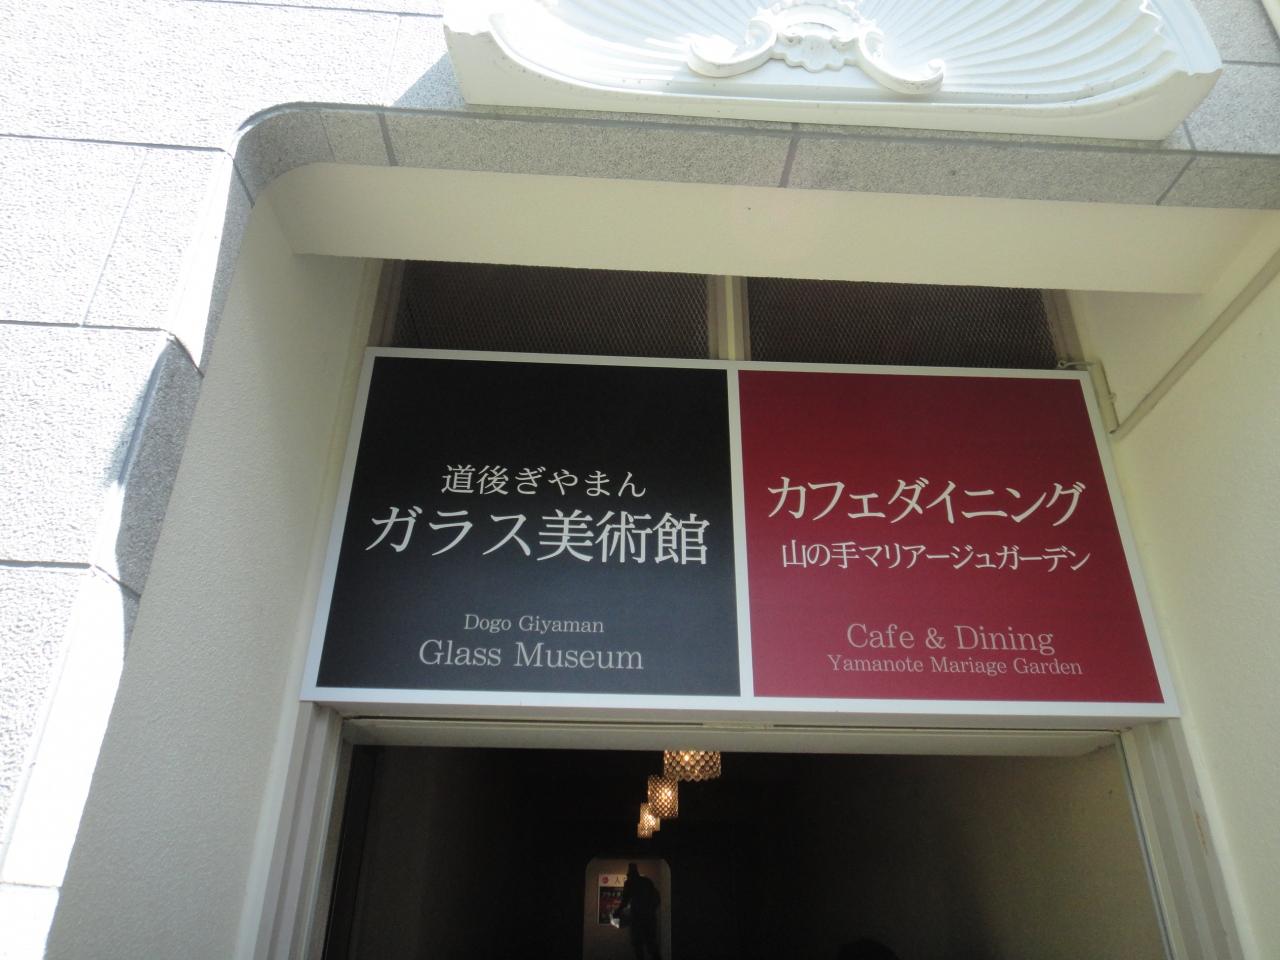 道後ぎやまん
ガラス美術館
Dogo Giyaman
Glass Museum
カフェダイニング
山の手マリアージュガーデン
Cafe & Dining
Yamanote Mariage Garden